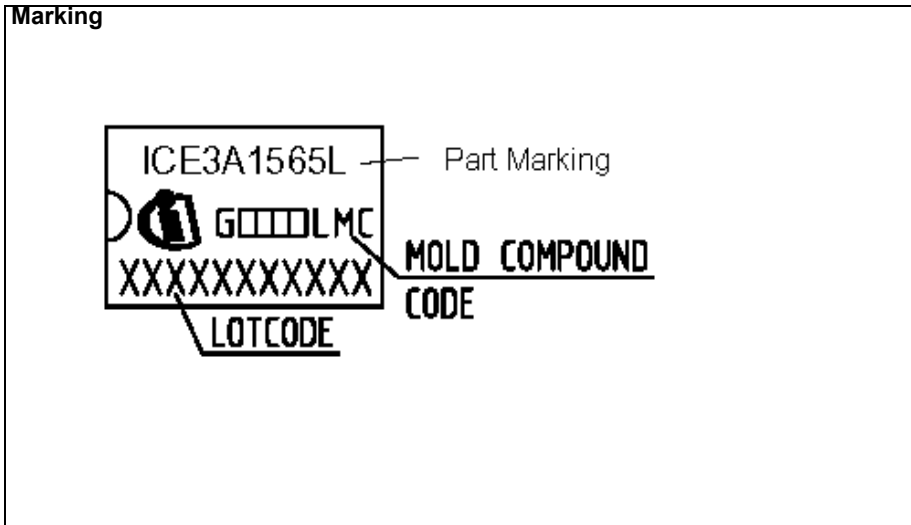 Marking
ICE3A1565L
Part Marking
G□□□□LMC
MOLD COMPOUND
CODE
XXXXXXXXXXX
LOTCODE